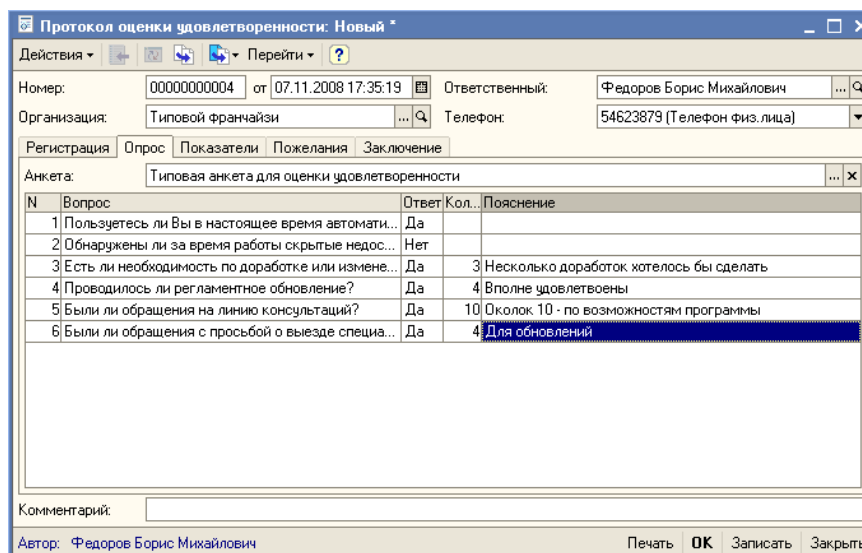 Протокол оценки удовлетворенности: Новый *
Действия Перейти ?
Номер: 00000000004 от 07.11.2008 17:35:19 Ответственный: Федоров Борис Михайлович ...
Организация: Типовой франчайзи ... Телефон: 54623879 (Телефон физ.лица)
Регистрация Опрос Показатели Пожелания Заключение
Анкета: Типовая анкета для оценки удовлетворенности ... x
N Вопрос Ответ Кол... Пояснение
1 Пользуетесь ли Вы в настоящее время автомати... Да
2 Обнаружены ли за время работы скрытые недос... Нет
3 Есть ли необходимость по доработке или измене... Да 3 Несколько доработок хотелось бы сделать
4 Проводилось ли регламентное обновление? Да 4 Вполне удовлетвоены
5 Были ли обращения на линию консультаций? Да 10 Околок 10 - по возможностям программы
6 Были ли обращения с просьбой о выезде специа... Да 4 Для обновлений
Комментарий:
Автор: Федоров Борис Михайлович Печать OK Записать Закрыть